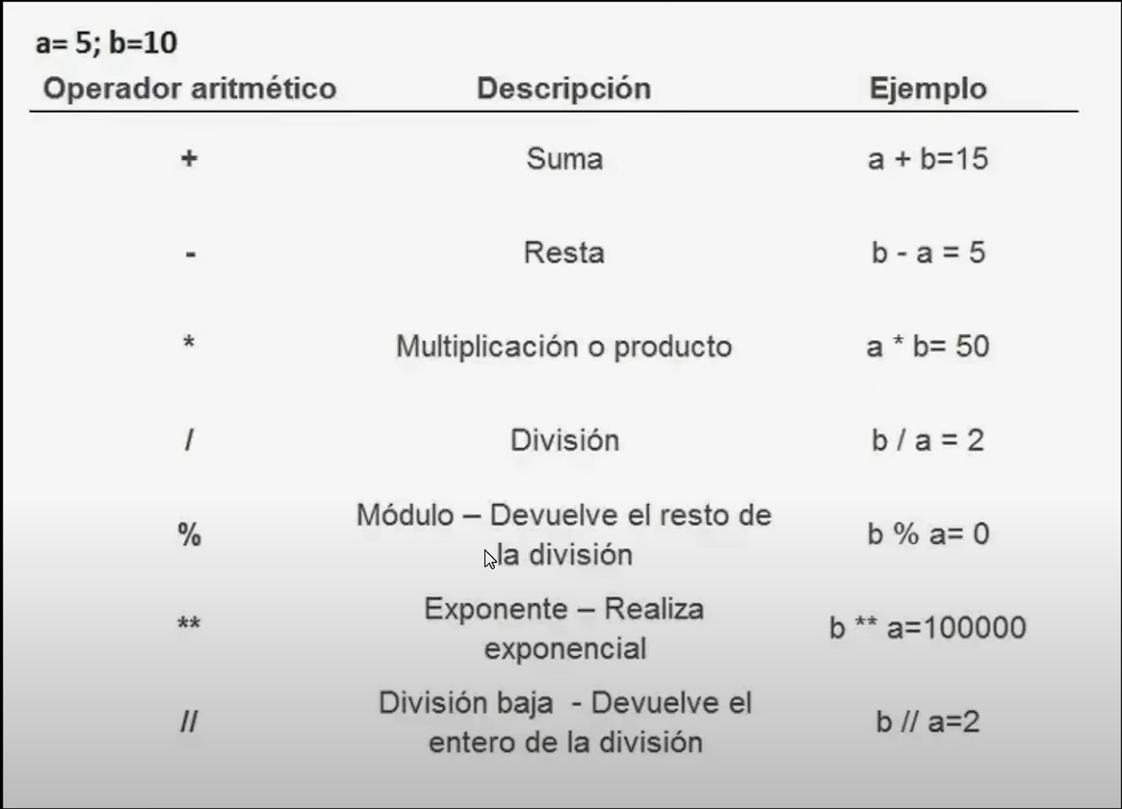 a= 5; b=10
Operador aritmético Descripción Ejemplo
+ Suma a + b=15
- Resta b - a = 5
* Multiplicación o producto a * b= 50
/ División b / a = 2
Módulo – Devuelve el resto de
% la división b % a= 0
Exponente – Realiza
** exponencial b ** a=100000
División baja - Devuelve el
// entero de la división b // a=2